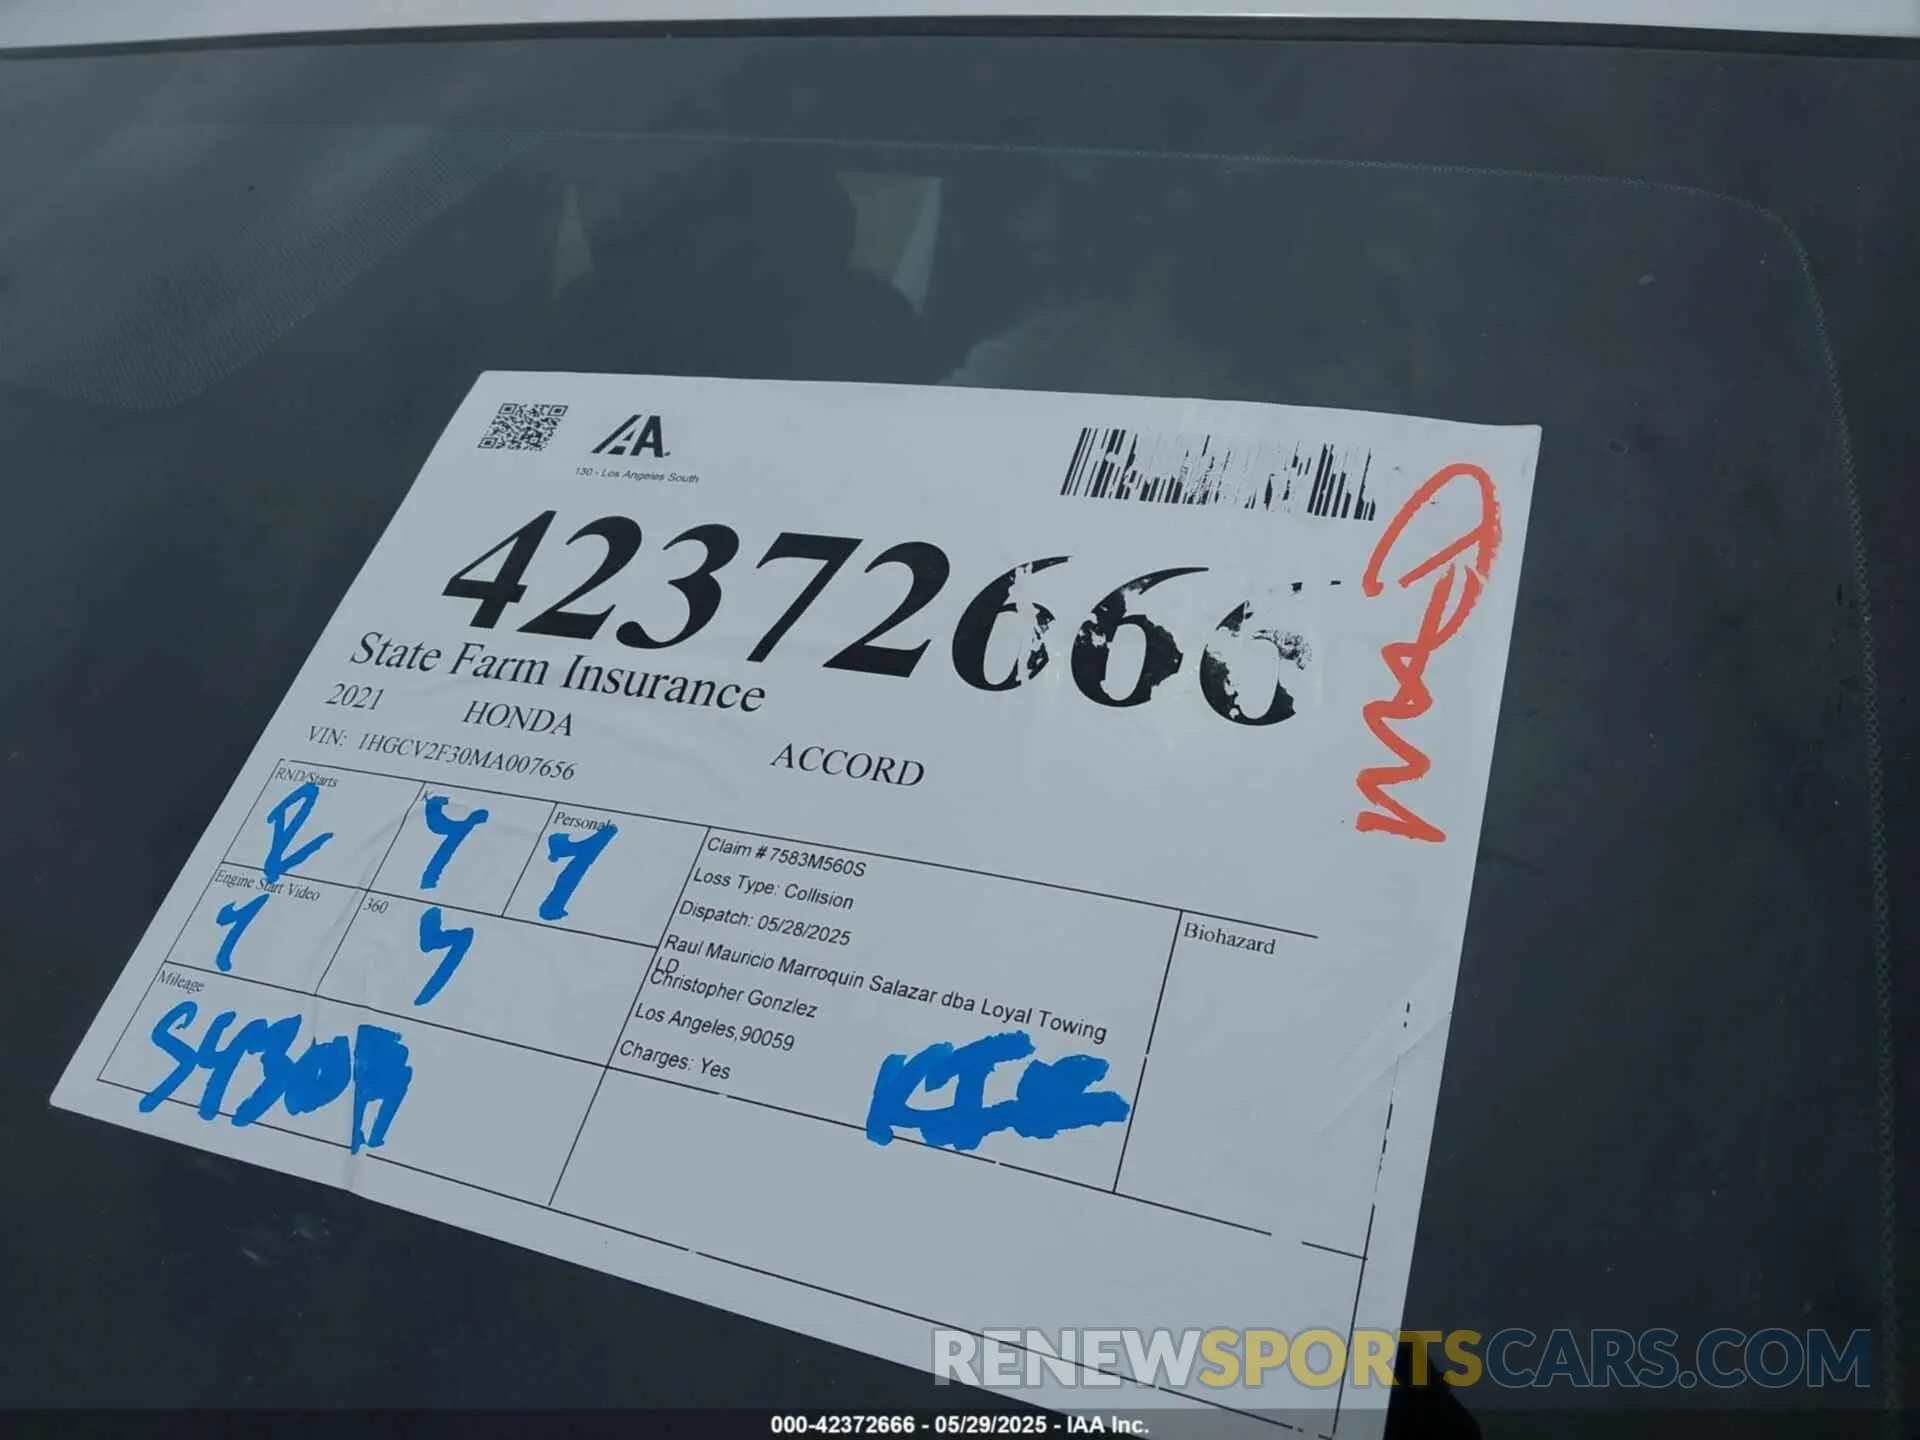 IAA
130 - Los Angeles South
42372666
State Farm Insurance
2021 HONDA ACCORD
VIN: 1HGCV2F30MA007656
RND/Starts
R
Y
Personals
Y
Engine Start Video
Y
360
Y
Mileage
Claim # 7583M560S
Loss Type: Collision
Dispatch: 05/28/2025
Raul Mauricio Marroquin Salazar dba Loyal Towing
LD
Christopher Gonzlez
Los Angeles,90059
Charges: Yes
Biohazard
RENEWSPORTSCARS.COM
000-42372666 - 05/29/2025 - IAA Inc.